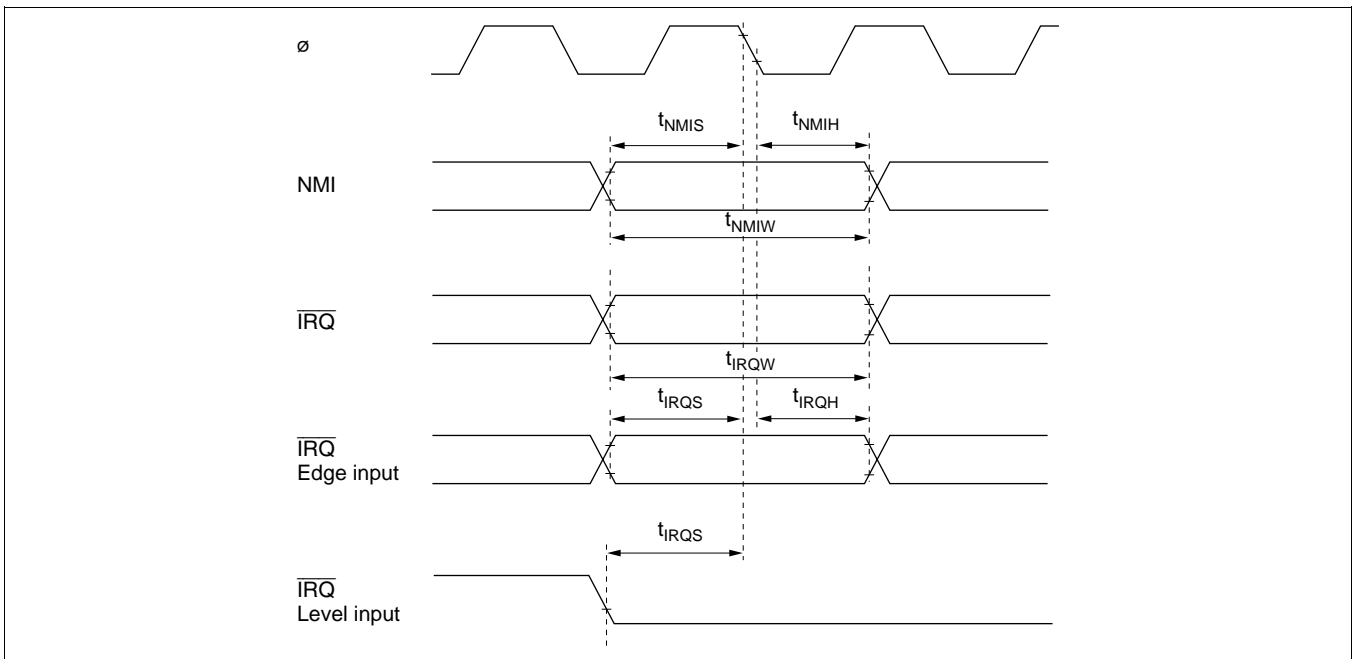 ø
tNMIS tNMIH
NMI
tNMIW
IRQ
tIRQW
tIRQS tIRQH
IRQ
Edge input
tIRQS
IRQ
Level input